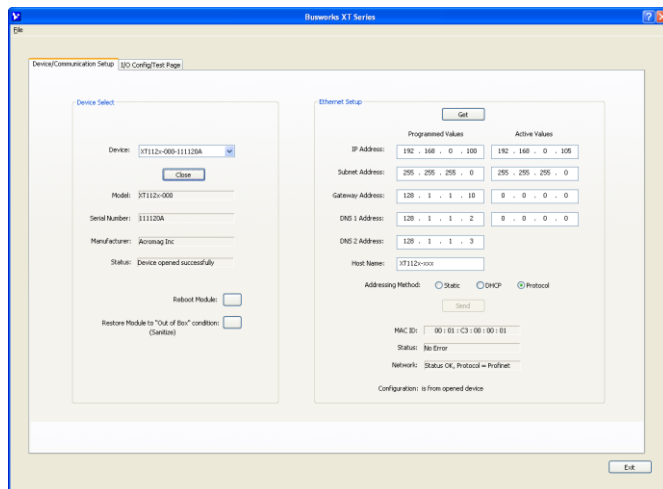 Busworks XT Series
File
Device/Communication Setup I/O Config/Test Page
Device Select
Device: XT112x-000-111120A
Close
Model: XT112x-000
Serial Number: 111120A
Manufacturer: Acromag Inc
Status: Device opened successfully
Reboot Module:
Restore Module to "Out of Box" condition:
(Sanitize)
Ethernet Setup
Get
Programmed Values Active Values
IP Address: 192 . 168 . 0 . 100 192 . 168 . 0 . 105
Subnet Address: 255 . 255 . 255 . 0 255 . 255 . 255 . 0
Gateway Address: 128 . 1 . 1 . 10 0 . 0 . 0 . 0
DNS 1 Address: 128 . 1 . 1 . 2 0 . 0 . 0 . 0
DNS 2 Address: 128 . 1 . 1 . 3
Host Name: XT112x-xxx
Addressing Method: Static DHCP Protocol
Send
MAC ID: 00 : 01 : C3 : 00 : 00 : 01
Status: No Error
Network: Status OK, Protocol = Profinet
Configuration: is from opened device
Exit